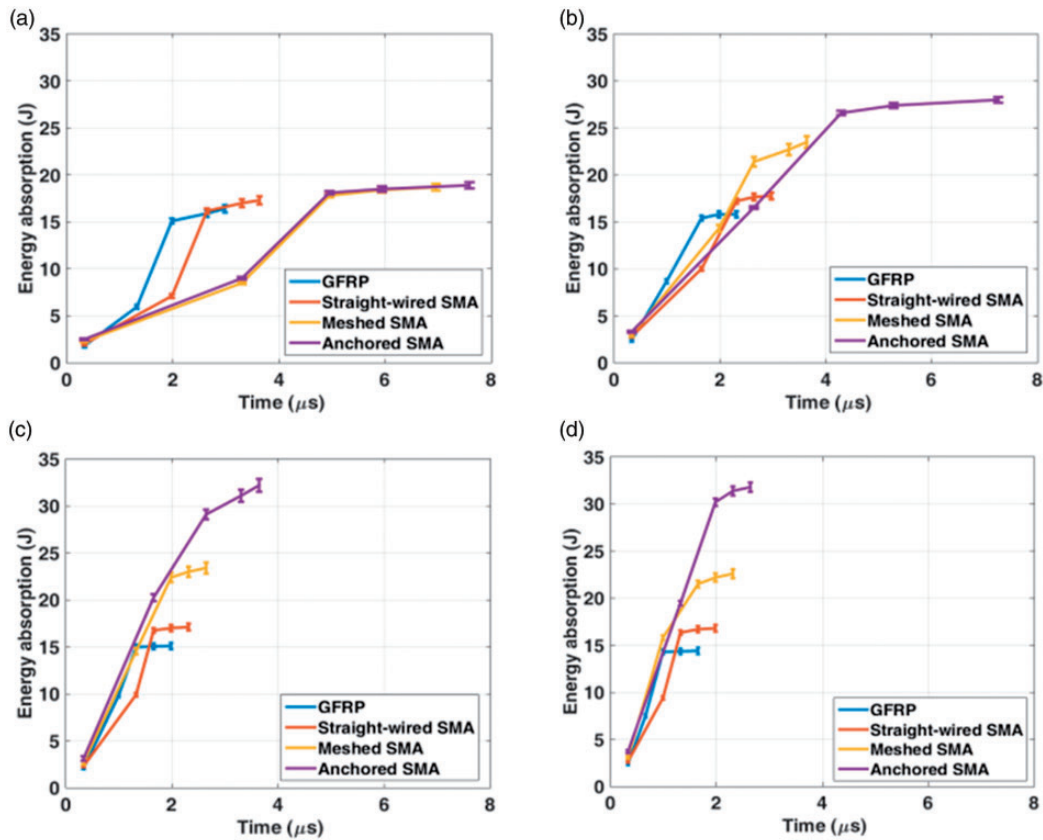 (a)
35
30
25
20
15
10
5
0
Energy absorption (J)
0 2 4 6 8
Time (μs)
GFRP
Straight-wired SMA
Meshed SMA
Anchored SMA
(b)
35
30
25
20
15
10
5
0
Energy absorption (J)
0 2 4 6 8
Time (μs)
GFRP
Straight-wired SMA
Meshed SMA
Anchored SMA
(c)
35
30
25
20
15
10
5
0
Energy absorption (J)
0 2 4 6 8
Time (μs)
GFRP
Straight-wired SMA
Meshed SMA
Anchored SMA
(d)
35
30
25
20
15
10
5
0
Energy absorption (J)
0 2 4 6 8
Time (μs)
GFRP
Straight-wired SMA
Meshed SMA
Anchored SMA